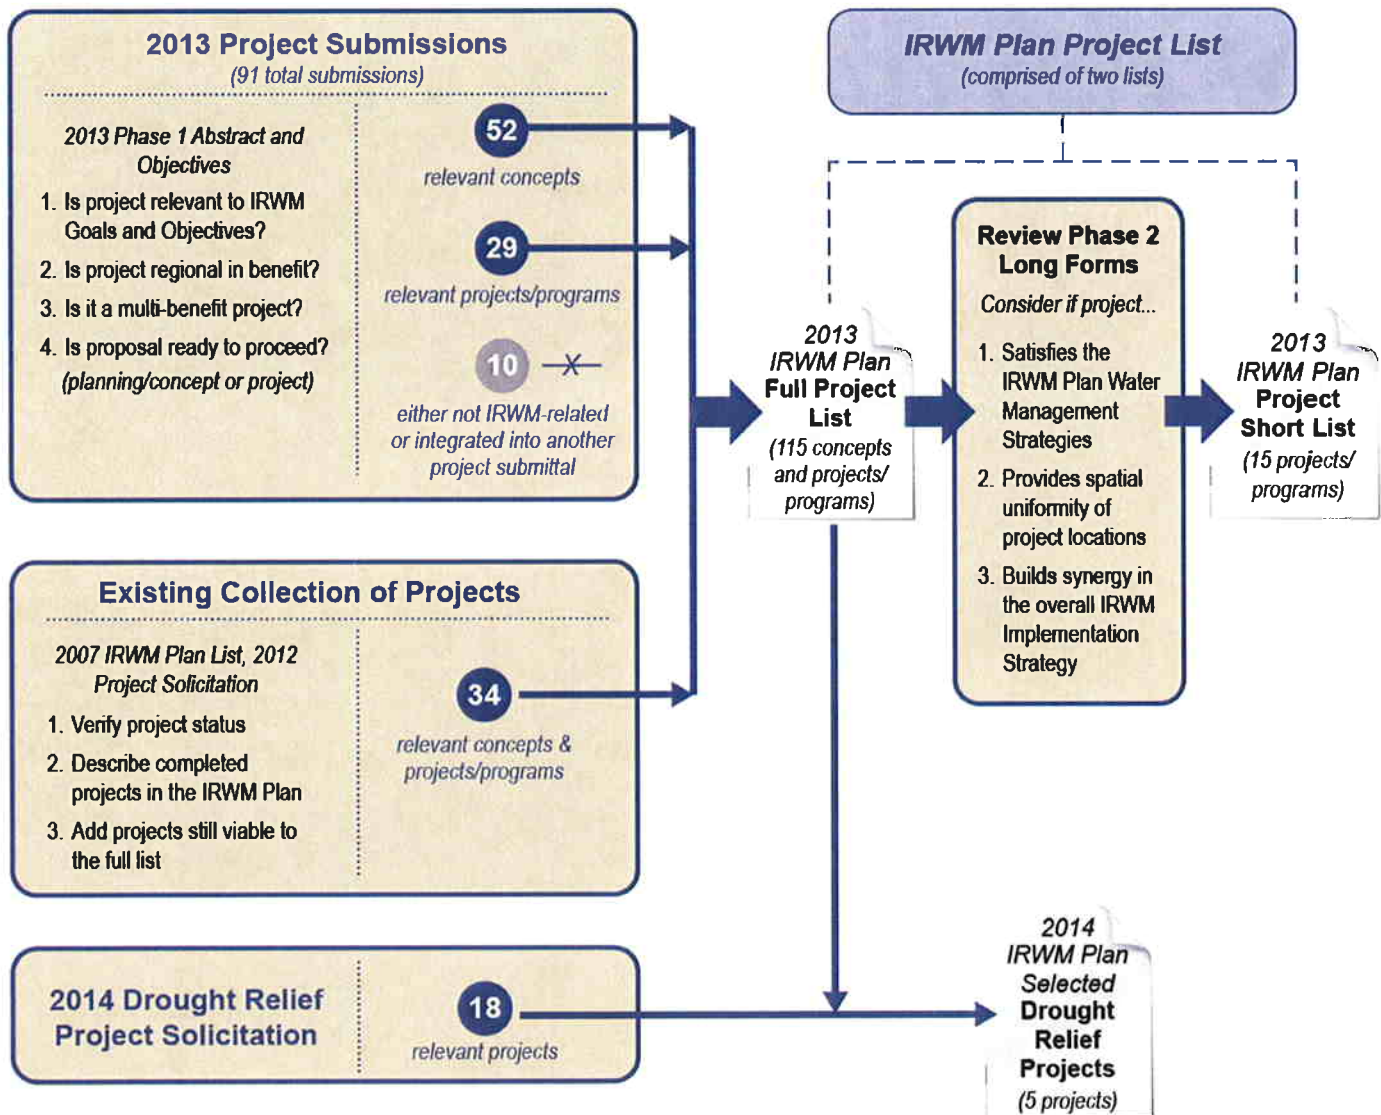 2013 Project Submissions
(91 total submissions)
2013 Phase 1 Abstract and
Objectives
1. Is project relevant to IRWM
Goals and Objectives?
2. Is project regional in benefit?
3. Is it a multi-benefit project?
4. Is proposal ready to proceed?
(planning/concept or project)
52
relevant concepts
29
relevant projects/programs
10
either not IRWM-related
or integrated into another
project submittal
Existing Collection of Projects
2007 IRWM Plan List, 2012
Project Solicitation
1. Verify project status
2. Describe completed
projects in the IRWM Plan
3. Add projects still viable to
the full list
34
relevant concepts &
projects/programs
2014 Drought Relief
Project Solicitation
18
relevant projects
IRWM Plan Project List
(comprised of two lists)
2013
IRWM Plan
Full Project
List
(115 concepts
and projects/
programs)
Review Phase 2
Long Forms
Consider if project...
1. Satisfies the
IRWM Plan Water
Management
Strategies
2. Provides spatial
uniformity of
project locations
3. Builds synergy in
the overall IRWM
Implementation
Strategy
2013
IRWM Plan
Project
Short List
(15 projects/
programs)
2014
IRWM Plan
Selected
Drought
Relief
Projects
(5 projects)